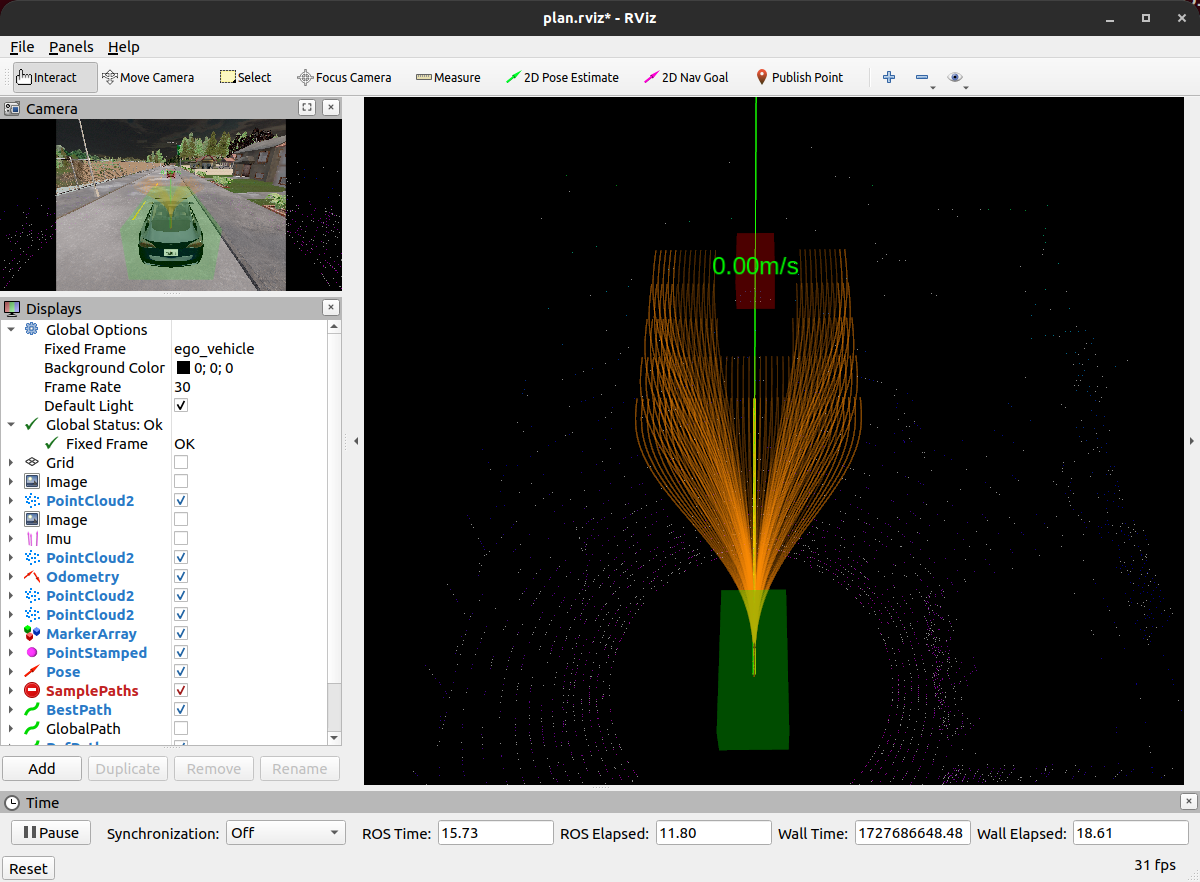 plan.rviz* - RViz
File Panels Help
Interact Move Camera Select Focus Camera Measure 2D Pose Estimate 2D Nav Goal Publish Point
Camera
0.00m/s
Displays
Global Options
Fixed Frame ego_vehicle
Background Color 0; 0; 0
Frame Rate 30
Default Light
Global Status: Ok
Fixed Frame OK
Grid
Image
PointCloud2
Image
Imu
PointCloud2
Odometry
PointCloud2
PointCloud2
MarkerArray
PointStamped
Pose
SamplePaths
BestPath
GlobalPath
Add Duplicate Remove Rename
Time
Pause Synchronization: Off ROS Time: 15.73 ROS Elapsed: 11.80 Wall Time: 1727686648.48 Wall Elapsed: 18.61
Reset 31 fps